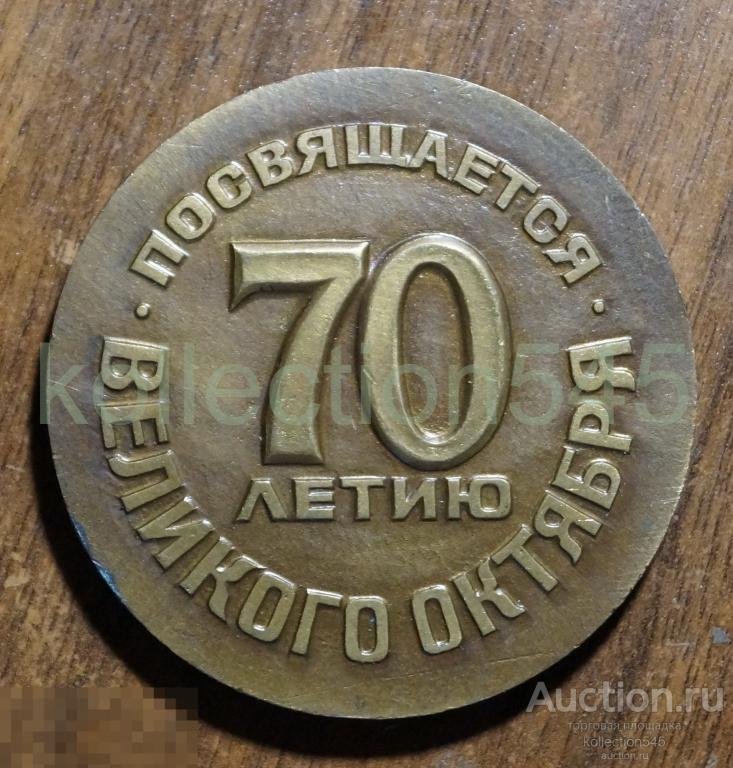 · ПОСВЯЩАЕТСЯ ·
70
ЛЕТИЮ
ВЕЛИКОГО ОКТЯБРЯ
kollection545
Auction.ru
торговая площадка
kollection545
auction.ru